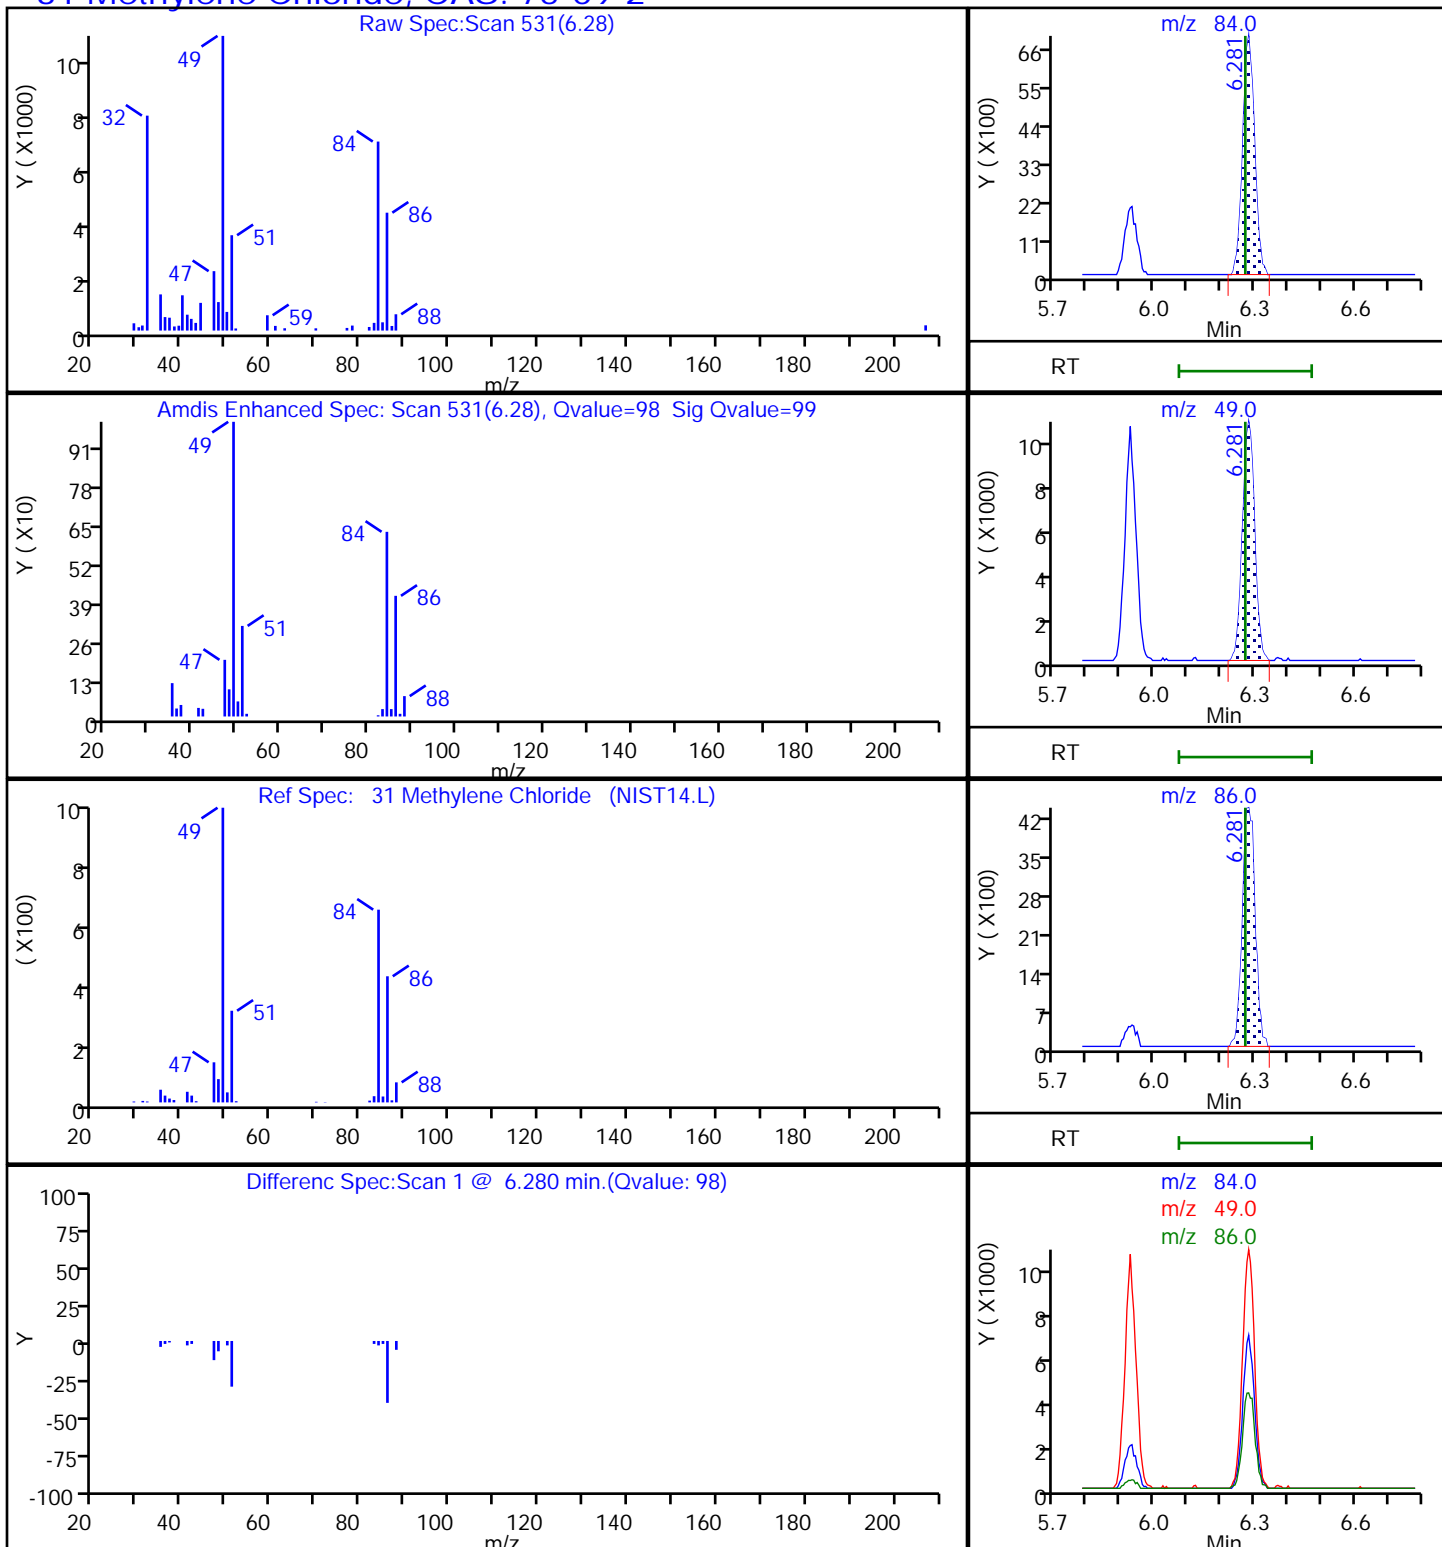 31 Methylene Chloride, CAS: 75-09-2
Raw Spec:Scan 531(6.28)
Y ( X1000)
10
8
6
4
2
0
49
32
84
86
51
47
59
88
20 40 60 80 100 120 140 160 180 200
m/z
m/z 84.0
Y ( X100)
66
55
44
33
22
11
0
6.281
5.7 6.0 6.3 6.6
Min
RT
Amdis Enhanced Spec: Scan 531(6.28), Qvalue=98 Sig Qvalue=99
Y ( X10)
91
78
65
52
39
26
13
0
49
84
86
51
47
88
20 40 60 80 100 120 140 160 180 200
m/z
m/z 49.0
Y ( X1000)
10
8
6
4
2
0
6.281
5.7 6.0 6.3 6.6
Min
RT
Ref Spec: 31 Methylene Chloride (NIST14.L)
( X100)
10
8
6
4
2
0
49
84
86
51
47
88
20 40 60 80 100 120 140 160 180 200
m/z 86.0
Y ( X100)
42
35
28
21
14
7
0
6.281
5.7 6.0 6.3 6.6
Min
RT
Differenc Spec:Scan 1 @ 6.280 min.(Qvalue: 98)
Y
100
75
50
25
0
-25
-50
-75
-100
20 40 60 80 100 120 140 160 180 200
m/z
m/z 84.0
m/z 49.0
m/z 86.0
Y ( X1000)
10
8
6
4
2
0
5.7 6.0 6.3 6.6
Min